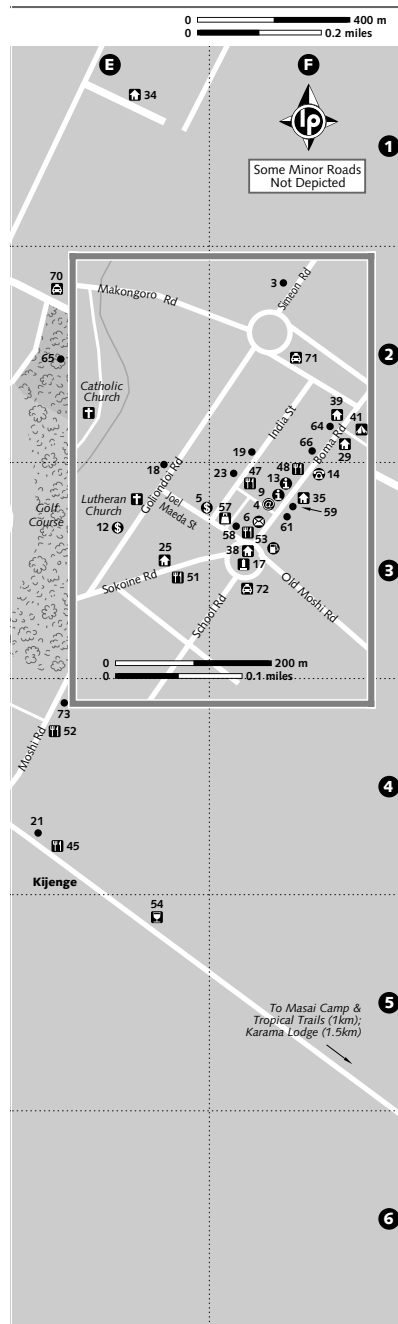 0 400 m
0 0.2 miles
E
F
34
lp
1
Some Minor Roads
Not Depicted
70
3
Simeon Rd
Makongoro Rd
2
71
65
39
Catholic
Church
India St
64
41
Boma Rd
66
29
19
18
23
47
48
14
13
Goliondoi Rd
9
35
Lutheran
Church
5
Joel
Maeda St
57
4
59
Golf
Course
12
6
61
58
53
25
38
17
3
51
Sokoine Rd
72
Old Moshi Rd
School Rd
0 200 m
0 0.1 miles
73
52
Moshi Rd
4
21
45
Kijenge
54
5
To Masai Camp &
Tropical Trails (1km);
Karama Lodge (1.5km)
6